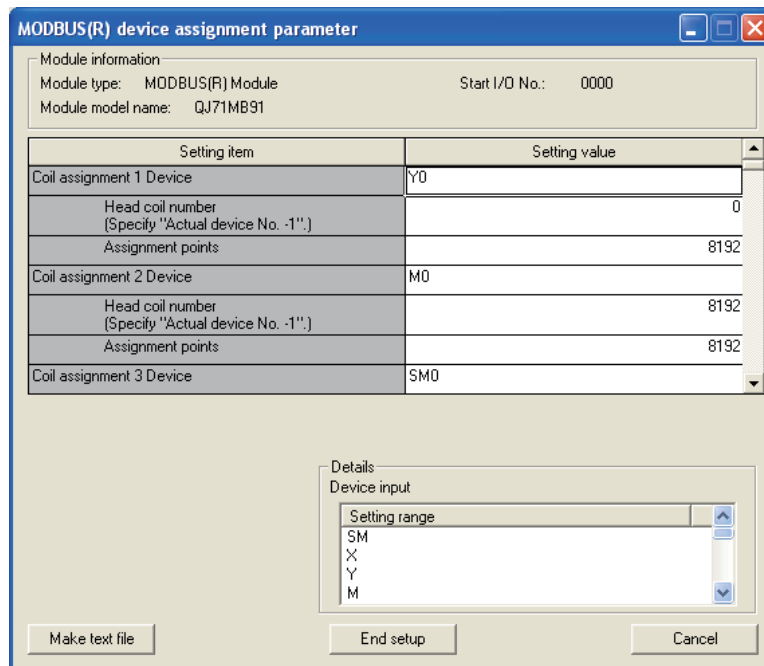 MODBUS(R) device assignment parameter
Module information
Module type: MODBUS(R) Module Start I/O No.: 0000
Module model name: QJ71MB91
Setting item Setting value
Coil assignment 1 Device Y0
Head coil number
(Specify "Actual device No. -1".) 0
Assignment points 8192
Coil assignment 2 Device M0
Head coil number
(Specify "Actual device No. -1".) 8192
Assignment points 8192
Coil assignment 3 Device SM0
Details
Device input
Setting range
SM
X
Y
M
Make text file End setup Cancel